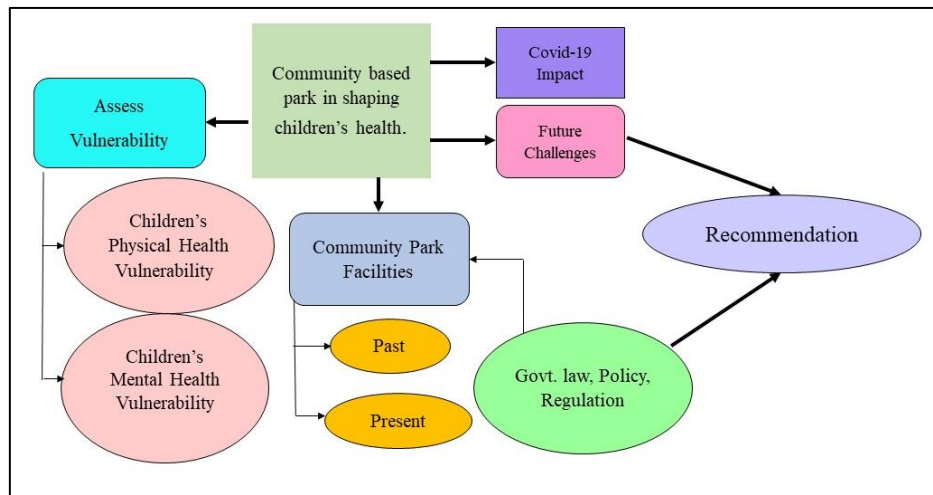 Community based
park in shaping
children’s health.
Covid-19
Impact
Assess
Vulnerability
Future
Challenges
Children’s
Physical Health
Vulnerability
Community Park
Facilities
Recommendation
Past
Children’s
Mental Health
Vulnerability
Govt. law, Policy,
Regulation
Present